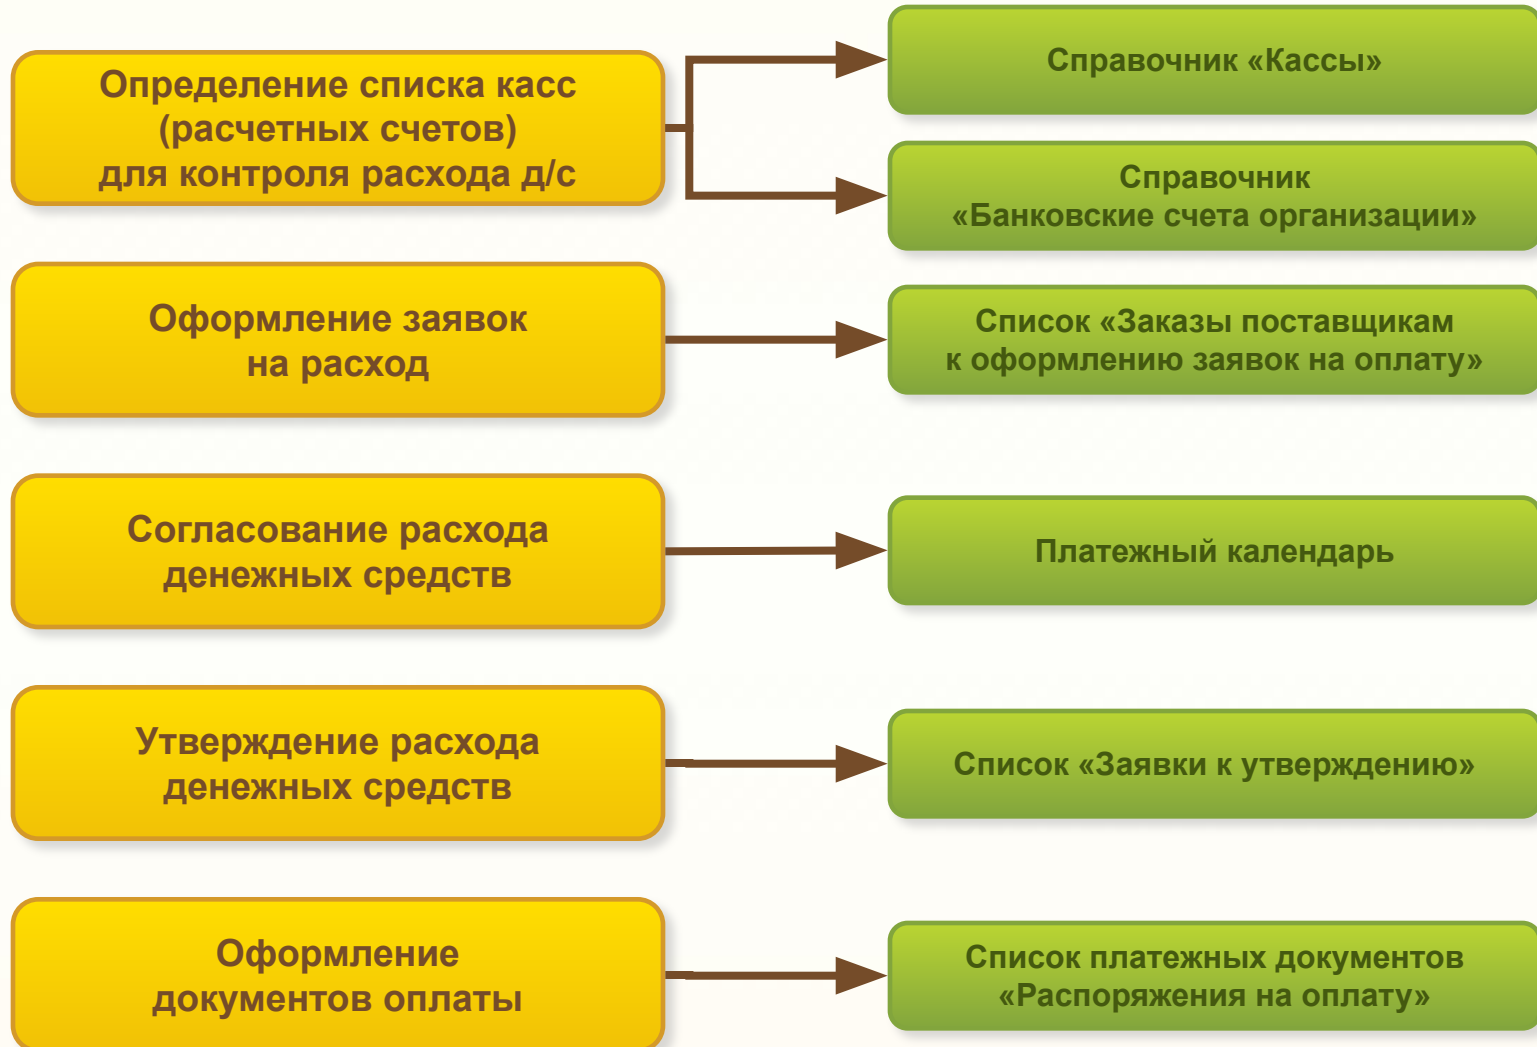 Определение списка касс
(расчетных счетов)
для контроля расхода д/с
Справочник «Кассы»
Справочник
«Банковские счета организации»
Оформление заявок
на расход
Список «Заказы поставщикам
к оформлению заявок на оплату»
Согласование расхода
денежных средств
Платежный календарь
Утверждение расхода
денежных средств
Список «Заявки к утверждению»
Оформление
документов оплаты
Список платежных документов
«Распоряжения на оплату»